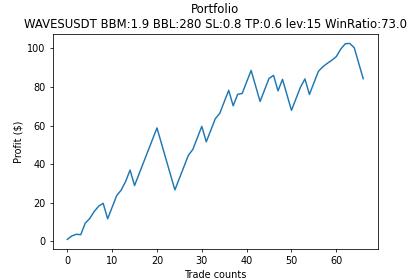 Portfolio
WAVESUSDT BBM:1.9 BBL:280 SL:0.8 TP:0.6 lev:15 WinRatio:73.0
100
80
60
40
20
0
Profit ($)
0 10 20 30 40 50 60
Trade counts